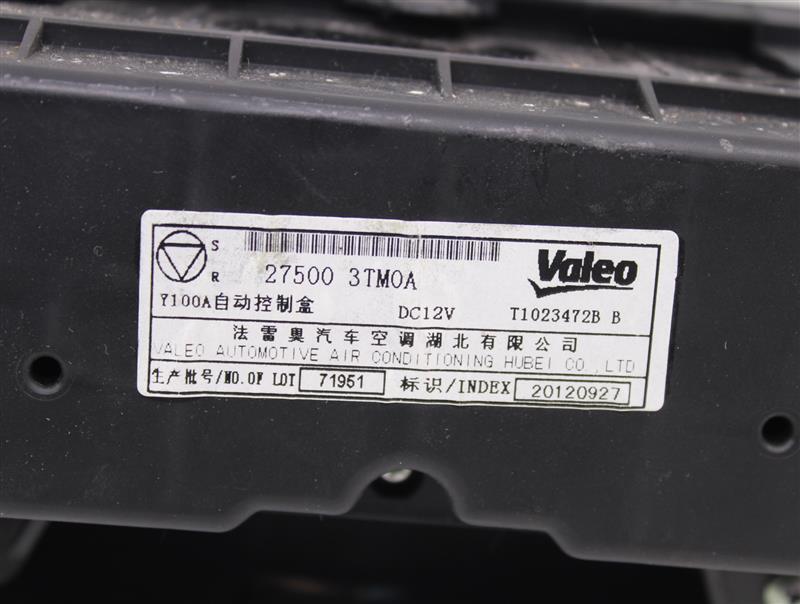 S
R
27500 3TM0A
Valeo
Y100A自动控制盒 DC12V T1023472B B
法雷奥汽车空调湖北有限公司
VALEO AUTOMOTIVE AIR CONDITIONING HUBEI CO.,LTD
生产批号/NO.OF LOT 71951 标识/INDEX 20120927